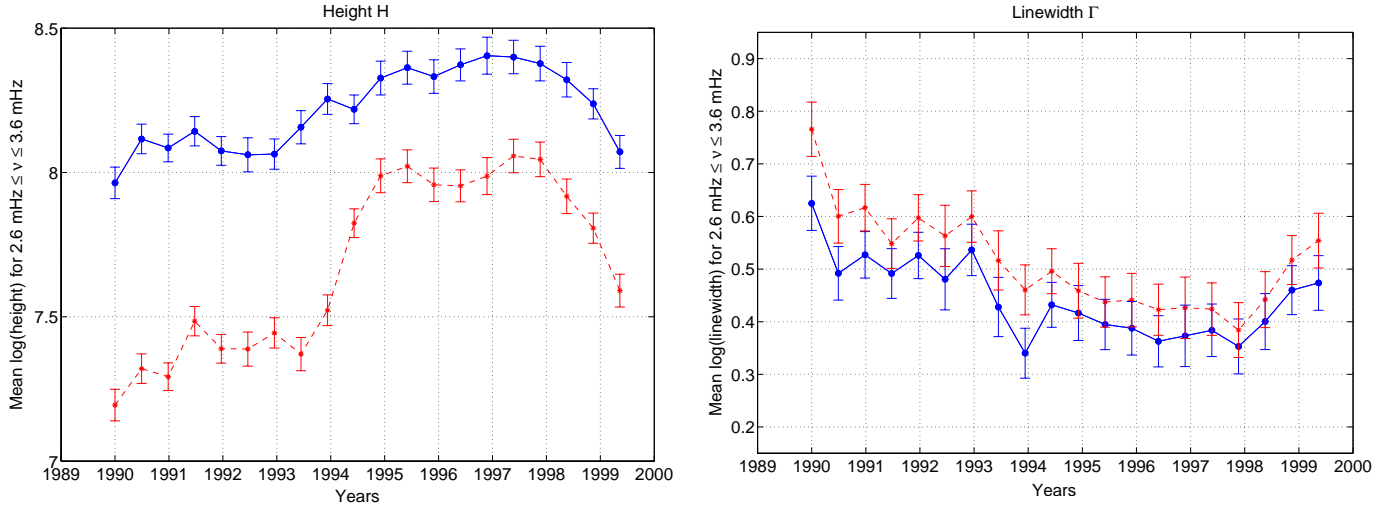 Height H
Mean log(height) for 2.6 mHz ≤ ν ≤ 3.6 mHz
8.5
8
7.5
7
1989 1990 1991 1992 1993 1994 1995 1996 1997 1998 1999 2000
Years
Linewidth Γ
Mean log(linewidth) for 2.6 mHz ≤ ν ≤ 3.6 mHz
0.9
0.8
0.7
0.6
0.5
0.4
0.3
0.2
1989 1990 1991 1992 1993 1994 1995 1996 1997 1998 1999 2000
Years